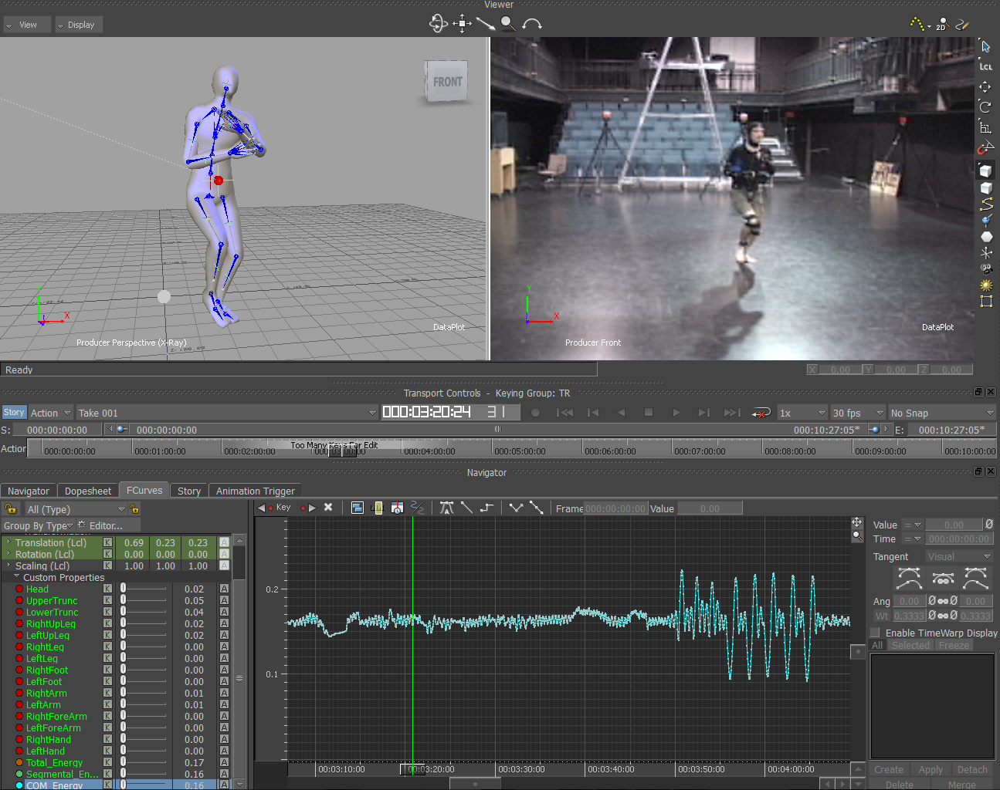 Viewer
View Display 2D
FRONT
LCL
Y X
Y X
DataPlot DataPlot
Producer Perspective (X-Ray) Producer Front
Ready X 0.00 Y 0.00 Z 0.00
Transport Controls - Keying Group: TR
Story Action Take 001 000:03:20:24 31 1x 30 fps No Snap
S: 000:00:00:00 000:00:00:00 000:10:27:05* E: 000:10:27:05*
Too Many Keys For Edit
Action 000:00:00:00 000:01:00:00 000:02:00:00 000:04:00:00 000:05:00:00 000:06:00:00 000:07:00:00 000:08:00:00 000:09:00:00 000:10:00:00
Navigator
Navigator Dopesheet FCurves Story Animation Trigger
All (Type) Key Frame 000:00:00:00 Value 0.00
Group By Type Editor... Value = 0.00
Transformation
Time = 000:00:00:00
Translation (Lcl) K 0.69 0.23 0.23 A
Rotation (Lcl) K 0.00 0.00 0.00 A
Tangent Visual
Scaling (Lcl) K 1.00 1.00 1.00 A
Custom Properties
Head K 0.02 A
0.2
UpperTrunc K 0.05 A
Ang 0.00 0.00
LowerTrunc K 0.04 A
Wt 0.3333 0.3333
RightUpLeg K 0.02 A
LeftUpLeg K 0.02 A
Enable TimeWarp Display
RightLeg K 0.00 A
All Selected Freeze
LeftLeg K 0.00 A
RightFoot K 0.00 A
0.1
LeftFoot K 0.00 A
RightArm K 0.01 A
LeftArm K 0.01 A
RightForeArm K 0.00 A
LeftForeArm K 0.00 A
RightHand K 0.00 A
LeftHand K 0.00 A
Total_Energy K 0.17 A
00:03:10:00 00:03:20:00 00:03:30:00 00:03:40:00 00:03:50:00 00:04:00:00
Create Apply Detach
Segmental_En... K 0.16 A
COM_Energy K 0.16 A
Delete Merge